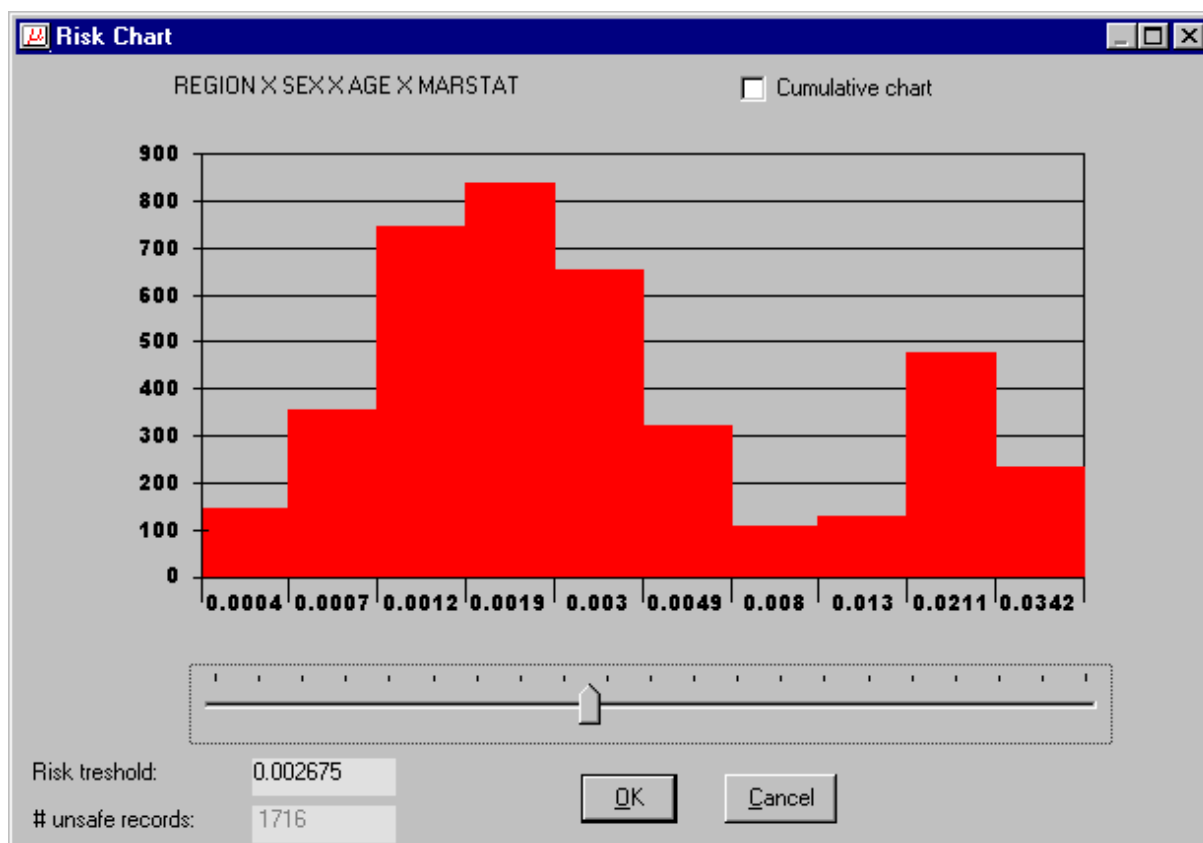 μ Risk Chart
REGION X SEX X AGE X MARSTAT
Cumulative chart
900
800
700
600
500
400
300
200
100
0
0.0004 0.0007 0.0012 0.0019 0.003 0.0049 0.008 0.013 0.0211 0.0342
Risk treshold: 0.002675
# unsafe records: 1716
OK Cancel